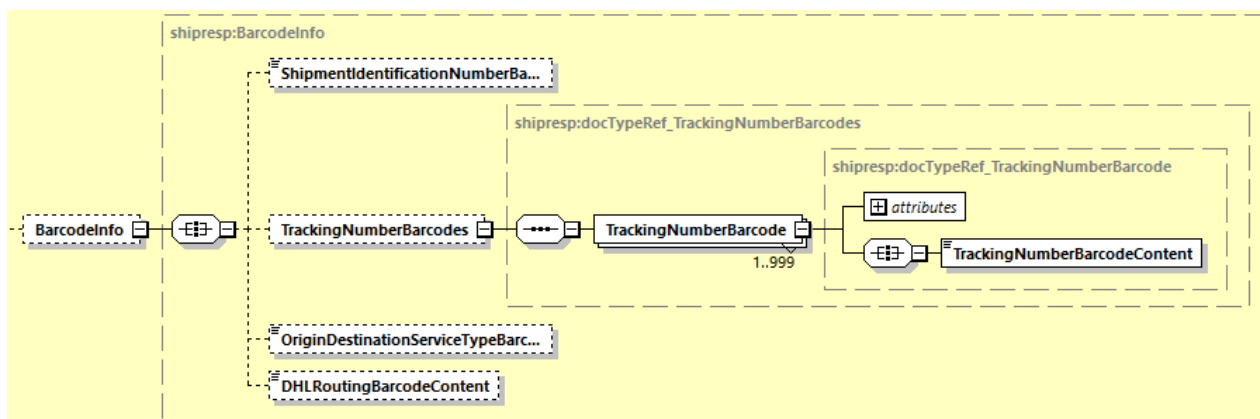 shipresp:BarcodeInfo
ShipmentIdentificationNumberBa...
shipresp:docTypeRef_TrackingNumberBarcodes
shipresp:docTypeRef_TrackingNumberBarcode
attributes
BarcodeInfo
TrackingNumberBarcodes
TrackingNumberBarcode
1..999
TrackingNumberBarcodeContent
OriginDestinationServiceTypeBarc...
DHLRoutingBarcodeContent